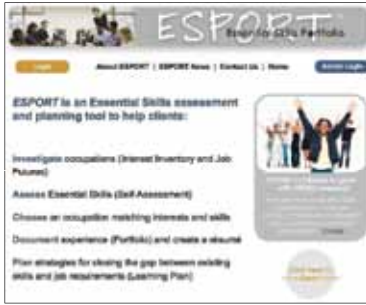 ESPORT
Essential Skills Portfolio
Login
About ESPORT | ESPORT News | Contact Us | Home
Login
ESPORT is an Essential Skills assessment
and planning tool to help clients:
Investigate occupations (Interest Inventory and Job
Futures)
Assess Essential Skills (Self-Assessment)
Choose an occupation matching interests and skills
Document experience (Portfolio) and create a résumé
Plan strategies for closing the gap between existing
skills and job requirements (Learning Plan)